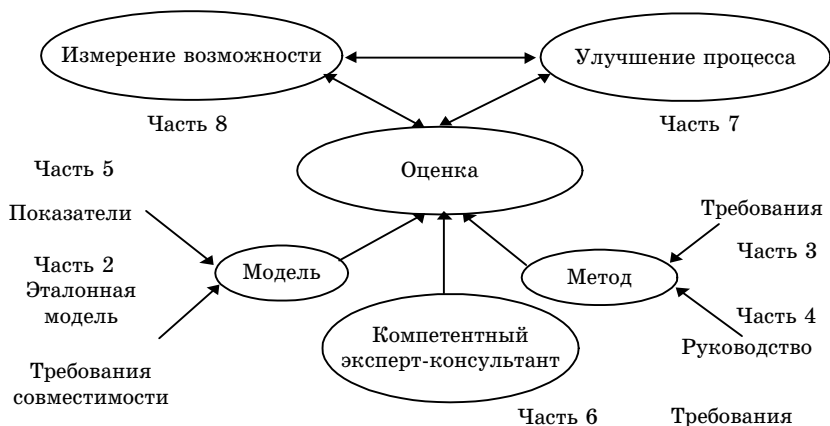 Измерение возможности
Улучшение процесса
Часть 8
Часть 7
Часть 5
Оценка
Показатели
Требования
Часть 3
Часть 2
Эталонная
модель
Модель
Метод
Часть 4
Руководство
Компетентный
эксперт-консультант
Требования
совместимости
Часть 6
Требования